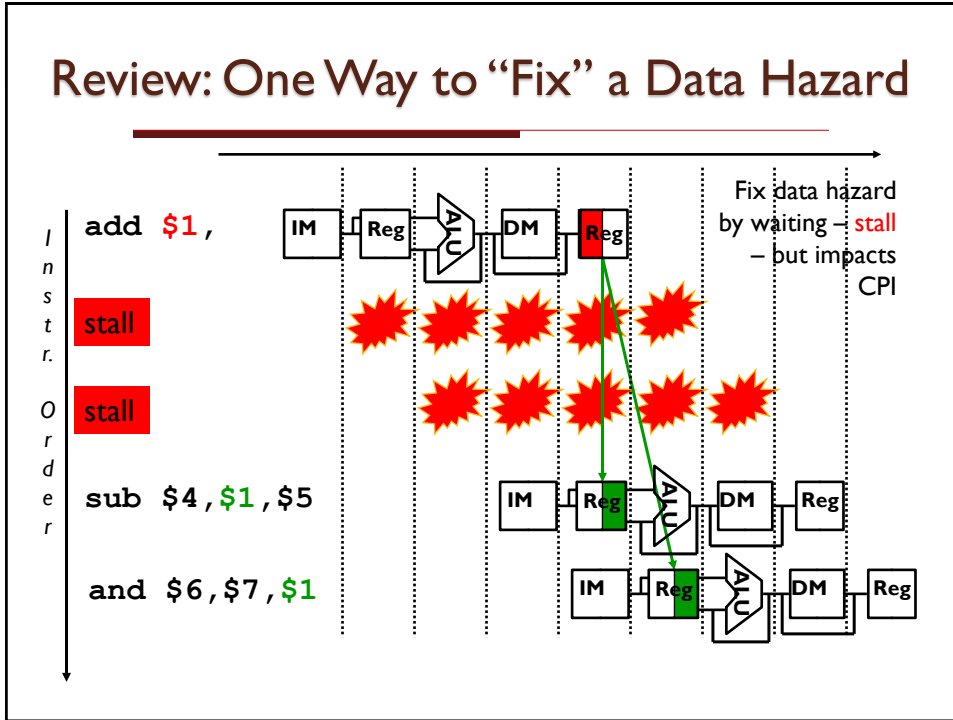 Review: One Way to “Fix” a Data Hazard
Instr. Order
Fix data hazard
by waiting – stall
– but impacts
CPI
add $1,
IM Reg ALU DM Reg
stall
stall
sub $4,$1,$5
IM Reg ALU DM Reg
and $6,$7,$1
IM Reg ALU DM Reg